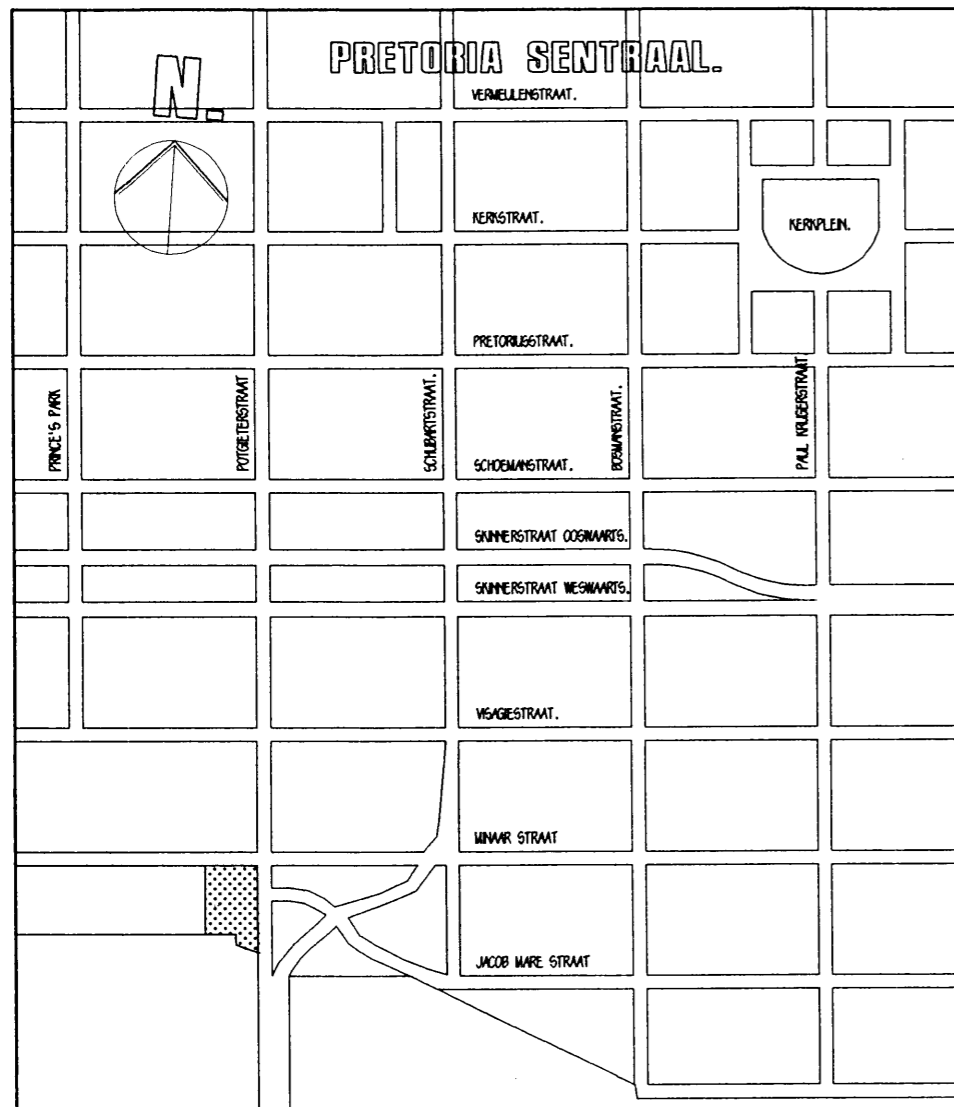 PRETORIA SENTRAAL.
N.
VERMEULENSTRAAT.
KERKSTRAAT.
KERKPLEIN.
PRETORIUSSTRAAT.
PRINCE'S PARK
POTGIETERSTRAAT
SCHUBARTSTRAAT.
BOSMANSTRAAT.
PAUL KRUGERSTRAAT
SCHOEMANSTRAAT.
SKINNERSTRAAT OOSWAARTS.
SKINNERSTRAAT WESWAARTS.
VISAGIESTRAAT.
MINAAR STRAAT
JACOB MARE STRAAT